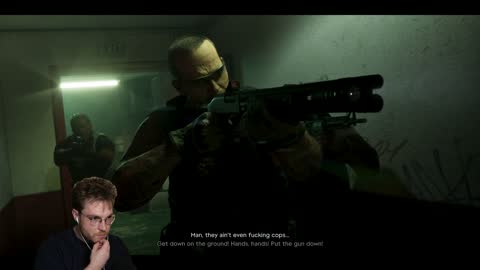 Man, they ain't even fucking cops...
Get down on the ground! Hands, hands! Put the gun down!